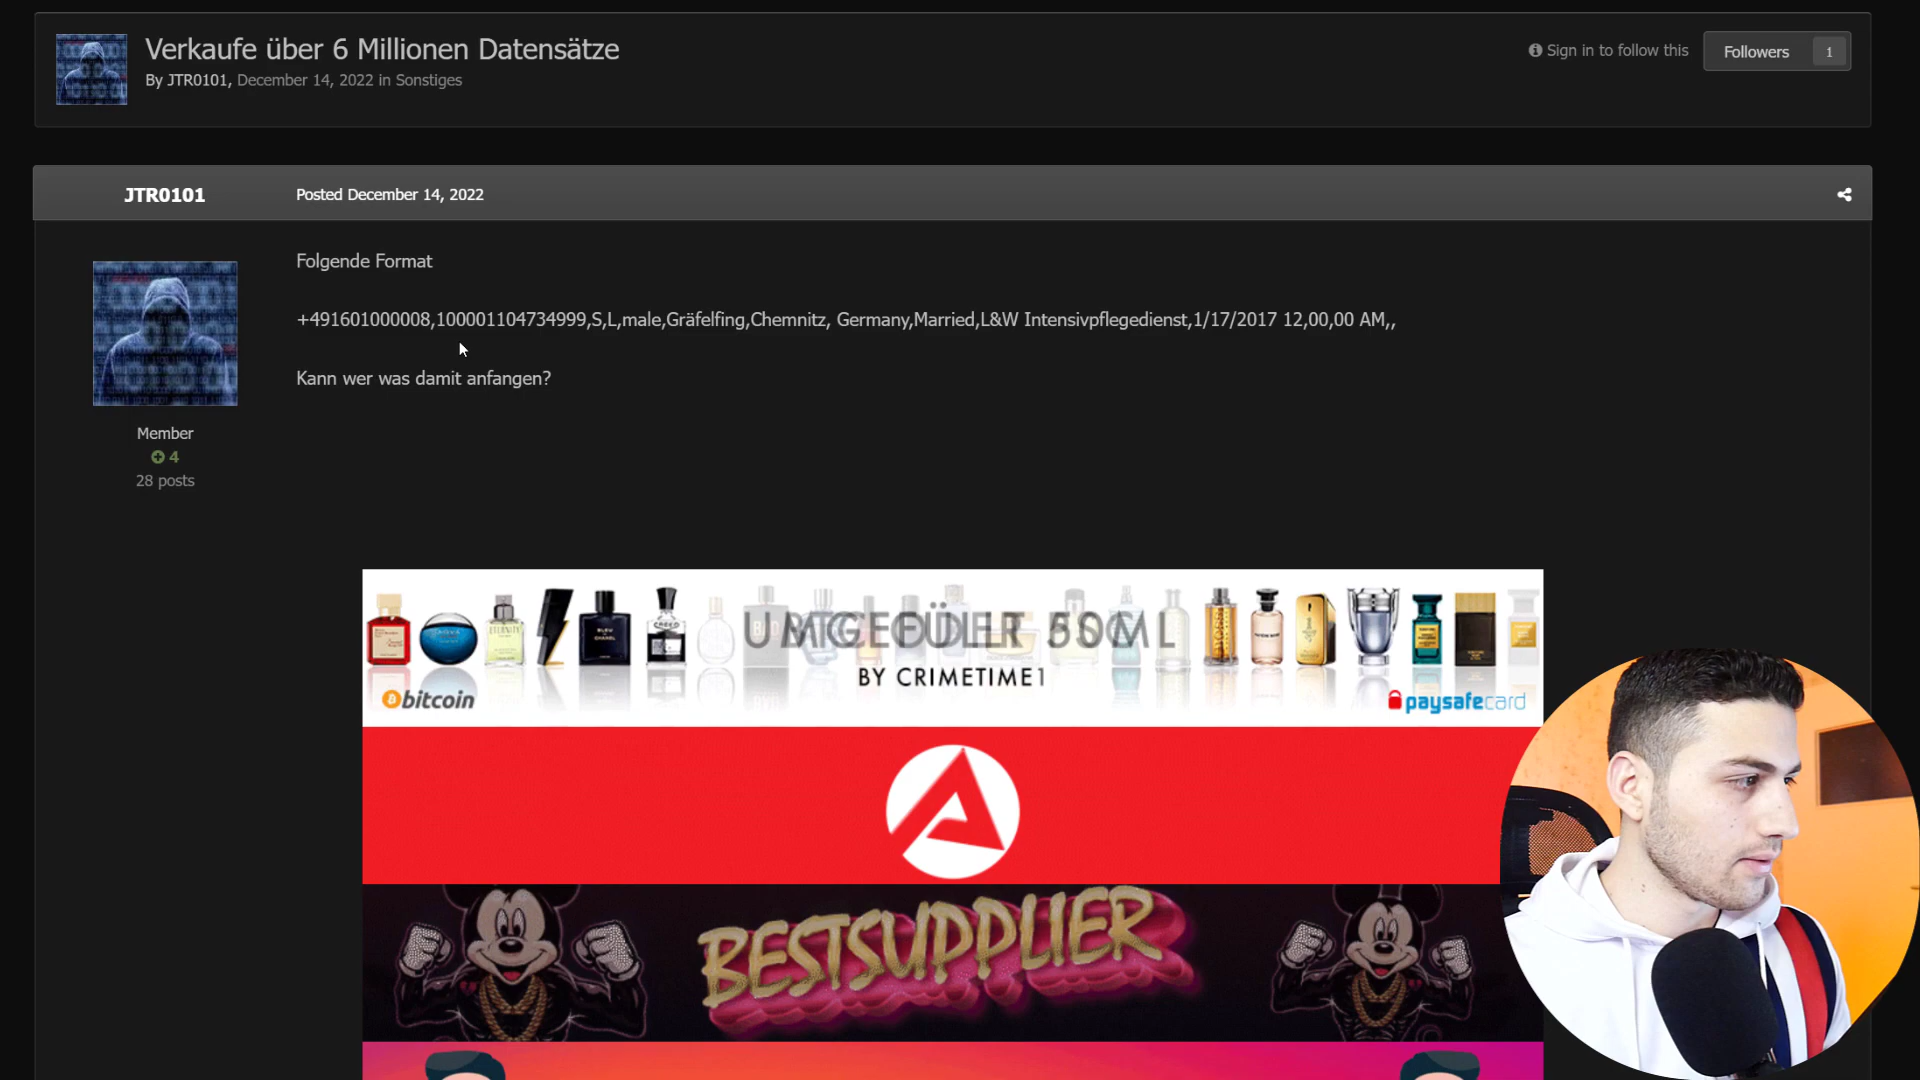 Verkaufe über 6 Millionen Datensätze
By JTR0101, December 14, 2022 in Sonstiges
Sign in to follow this
Followers 1
JTR0101
Posted December 14, 2022
Folgende Format
+491601000008,100001104734999,S,L,male,Gräfelfing,Chemnitz, Germany,Married,L&W Intensivpflegedienst,1/17/2017 12,00,00 AM,,
Kann wer was damit anfangen?
Member
4
28 posts
BY CRIMETIME1
bitcoin
paysafecard
BESTSUPPLIER